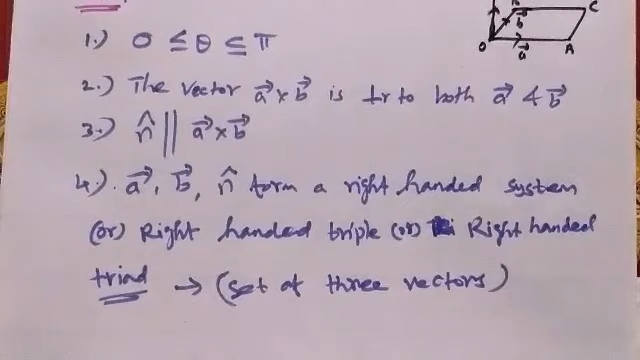 C
b⃗
O a⃗ A
1.) 0 ≤ θ ≤ π
2.) The vector a⃗ × b⃗ is ⊥r to both a⃗ & b⃗
3.) n̂ || a⃗ × b⃗
4.) a⃗, b⃗, n̂ form a right handed system
(or) Right handed triple (or) Right handed
triad → (set of three vectors)